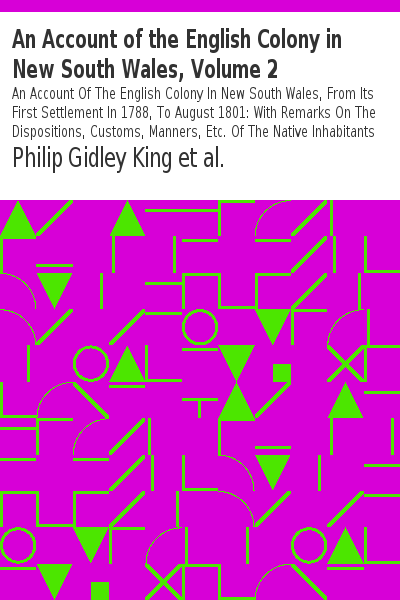 An Account of the English Colony in
New South Wales, Volume 2
An Account Of The English Colony In New South Wales, From Its
First Settlement In 1788, To August 1801: With Remarks On The
Dispositions, Customs, Manners, Etc. Of The Native Inhabitants
Philip Gidley King et al.